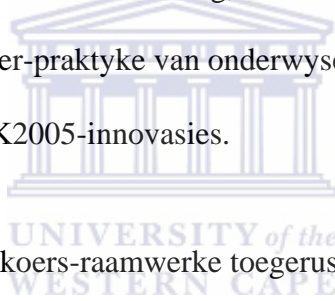 er-praktyke van onderwyse
K2005-innovasies.
UNIVERSITY of the
koers-raamwerke toegerus
WESTERN CAPE